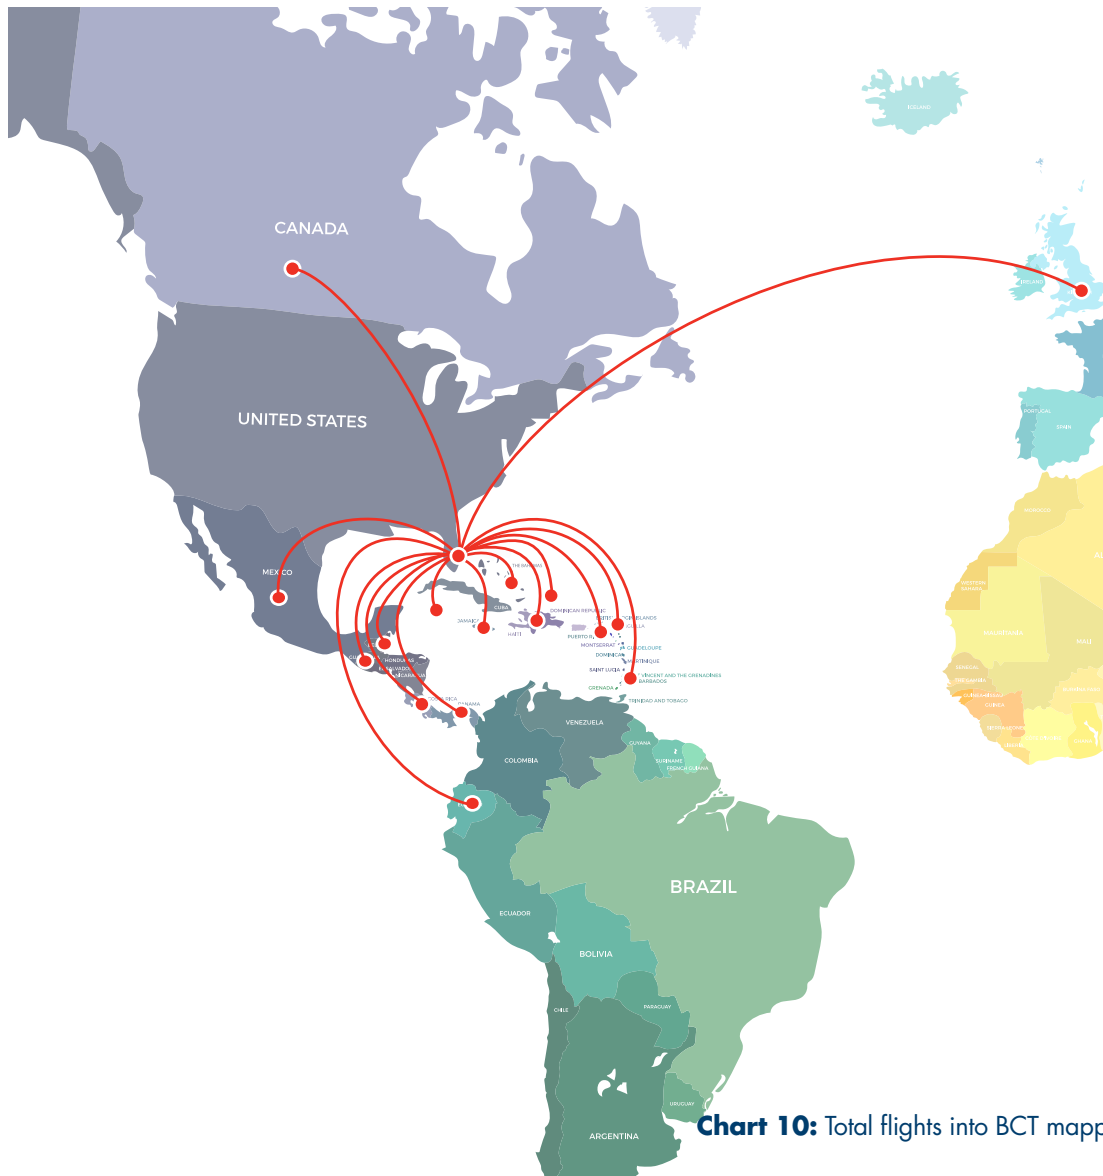 ICELAND
CANADA
IRELAND
UNITED STATES
PORTUGAL
SPAIN
MOROCCO
MEXICO
THE BAHAMAS
WESTERN
SAHARA
CUBA
DOMINICAN REPUBLIC
JAMAICA
HAITI
PUERTO R
MONTSERRAT
GUADELOUPE
DOMINICA
MARTINIQUE
SAINT LUCIA
VINCENT AND THE GRENADINES
BARBADOS
GRENADA
TRINIDAD AND TOBAGO
HONDURAS
EL SALVADOR
NICARAGUA
PANAMA
MAURITANIA
MALI
SENEGAL
GUINEA
VENEZUELA
GUYANA
COLOMBIA
SURINAME
FRENCH GUIANA
BRAZIL
ECUADOR
BOLIVIA
PARAGUAY
CHILE
URUGUAY
ARGENTINA
Chart 10: Total flights into BCT mapp